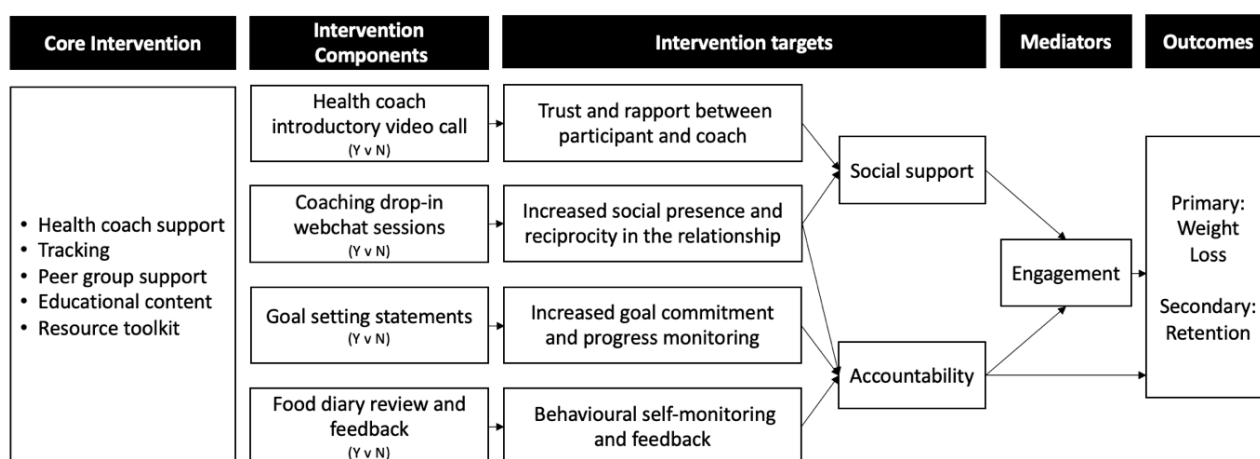 Core Intervention
Intervention
Components
Intervention targets
Mediators
Outcomes
• Health coach support
• Tracking
• Peer group support
• Educational content
• Resource toolkit
Health coach
introductory video call
(Y v N)
Trust and rapport between
participant and coach
Coaching drop-in
webchat sessions
(Y v N)
Increased social presence and
reciprocity in the relationship
Goal setting statements
(Y v N)
Increased goal commitment
and progress monitoring
Food diary review and
feedback
(Y v N)
Behavioural self-monitoring
and feedback
Social support
Accountability
Engagement
Primary:
Weight
Loss
Secondary:
Retention